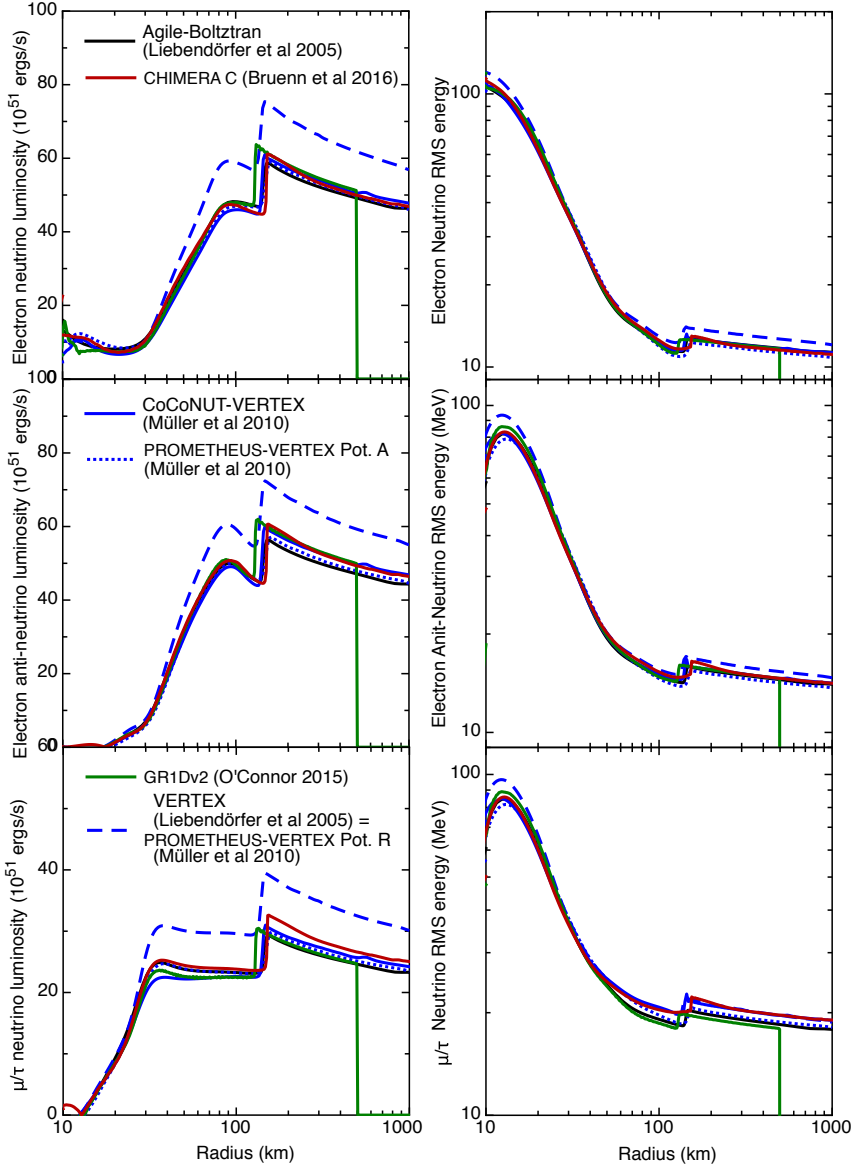 100
80
60
40
20
0
Electron neutrino luminosity (10^51 ergs/s)
Agile-Boltztran
(Liebendörfer et al 2005)
CHIMERA C (Bruenn et al 2016)
100
10
Electron Neutrino RMS energy
100
80
60
40
20
0
Electron anti-neutrino luminosity (10^51 ergs/s)
CoCoNUT-VERTEX
(Müller et al 2010)
PROMETHEUS-VERTEX Pot. A
(Müller et al 2010)
100
10
Electron Anit-Neutrino RMS energy (MeV)
60
40
20
0
μ/τ neutrino luminosity (10^51 ergs/s)
GR1Dv2 (O'Connor 2015)
VERTEX
(Liebendörfer et al 2005) =
PROMETHEUS-VERTEX Pot. R
(Müller et al 2010)
10
100
1000
Radius (km)
100
10
μ/τ Neutrino RMS energy (MeV)
10
100
1000
Radius (km)